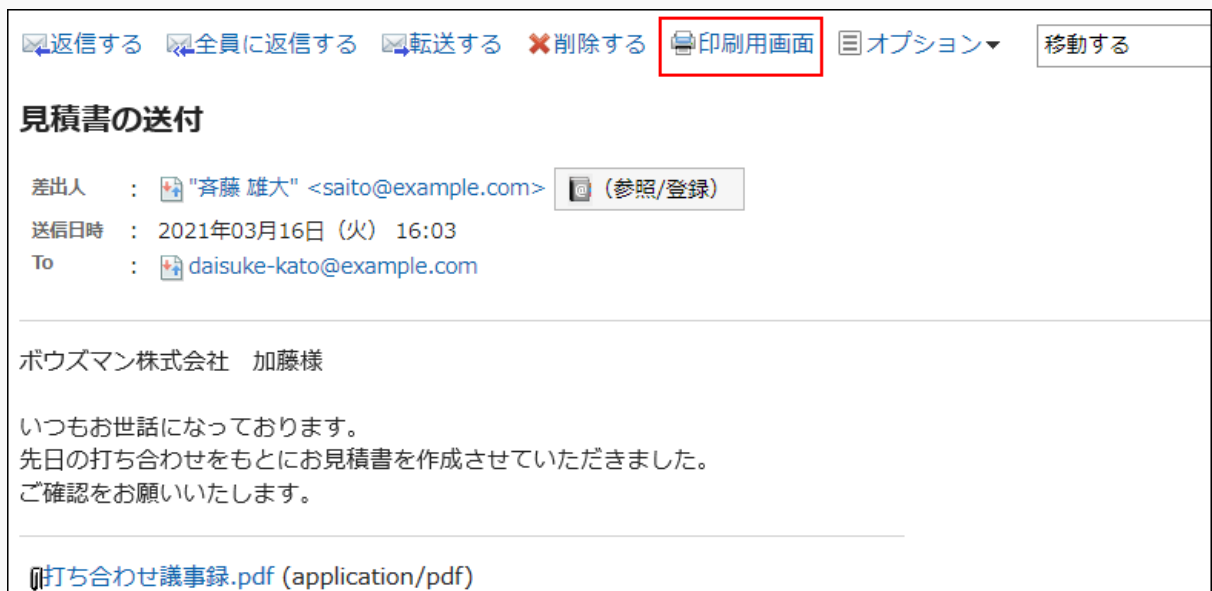 返信する 全員に返信する 転送する 削除する 印刷用画面 オプション▾ 移動する
見積書の送付
差出人 : "斉藤 雄大" <saito@example.com> (参照/登録)
送信日時 : 2021年03月16日（火） 16:03
To : daisuke-kato@example.com
ボウズマン株式会社　加藤様
いつもお世話になっております。
先日の打ち合わせをもとにお見積書を作成させていただきました。
ご確認をお願いいたします。
打ち合わせ議事録.pdf (application/pdf)